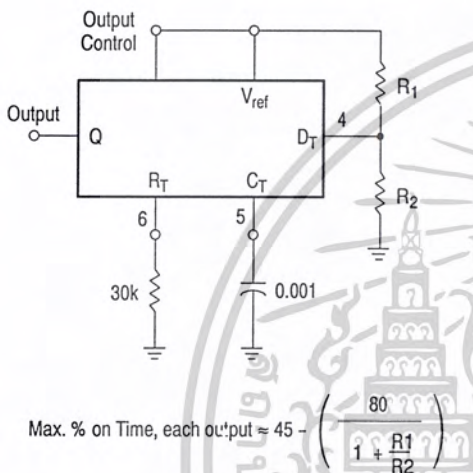 Output
Control
Vref
Output
Q
DT
4
R1
RT
CT
R2
6
5
30k
0.001
Max. % on Time, each output ≈ 45 - ( 80 / 1 + R1/R2 )